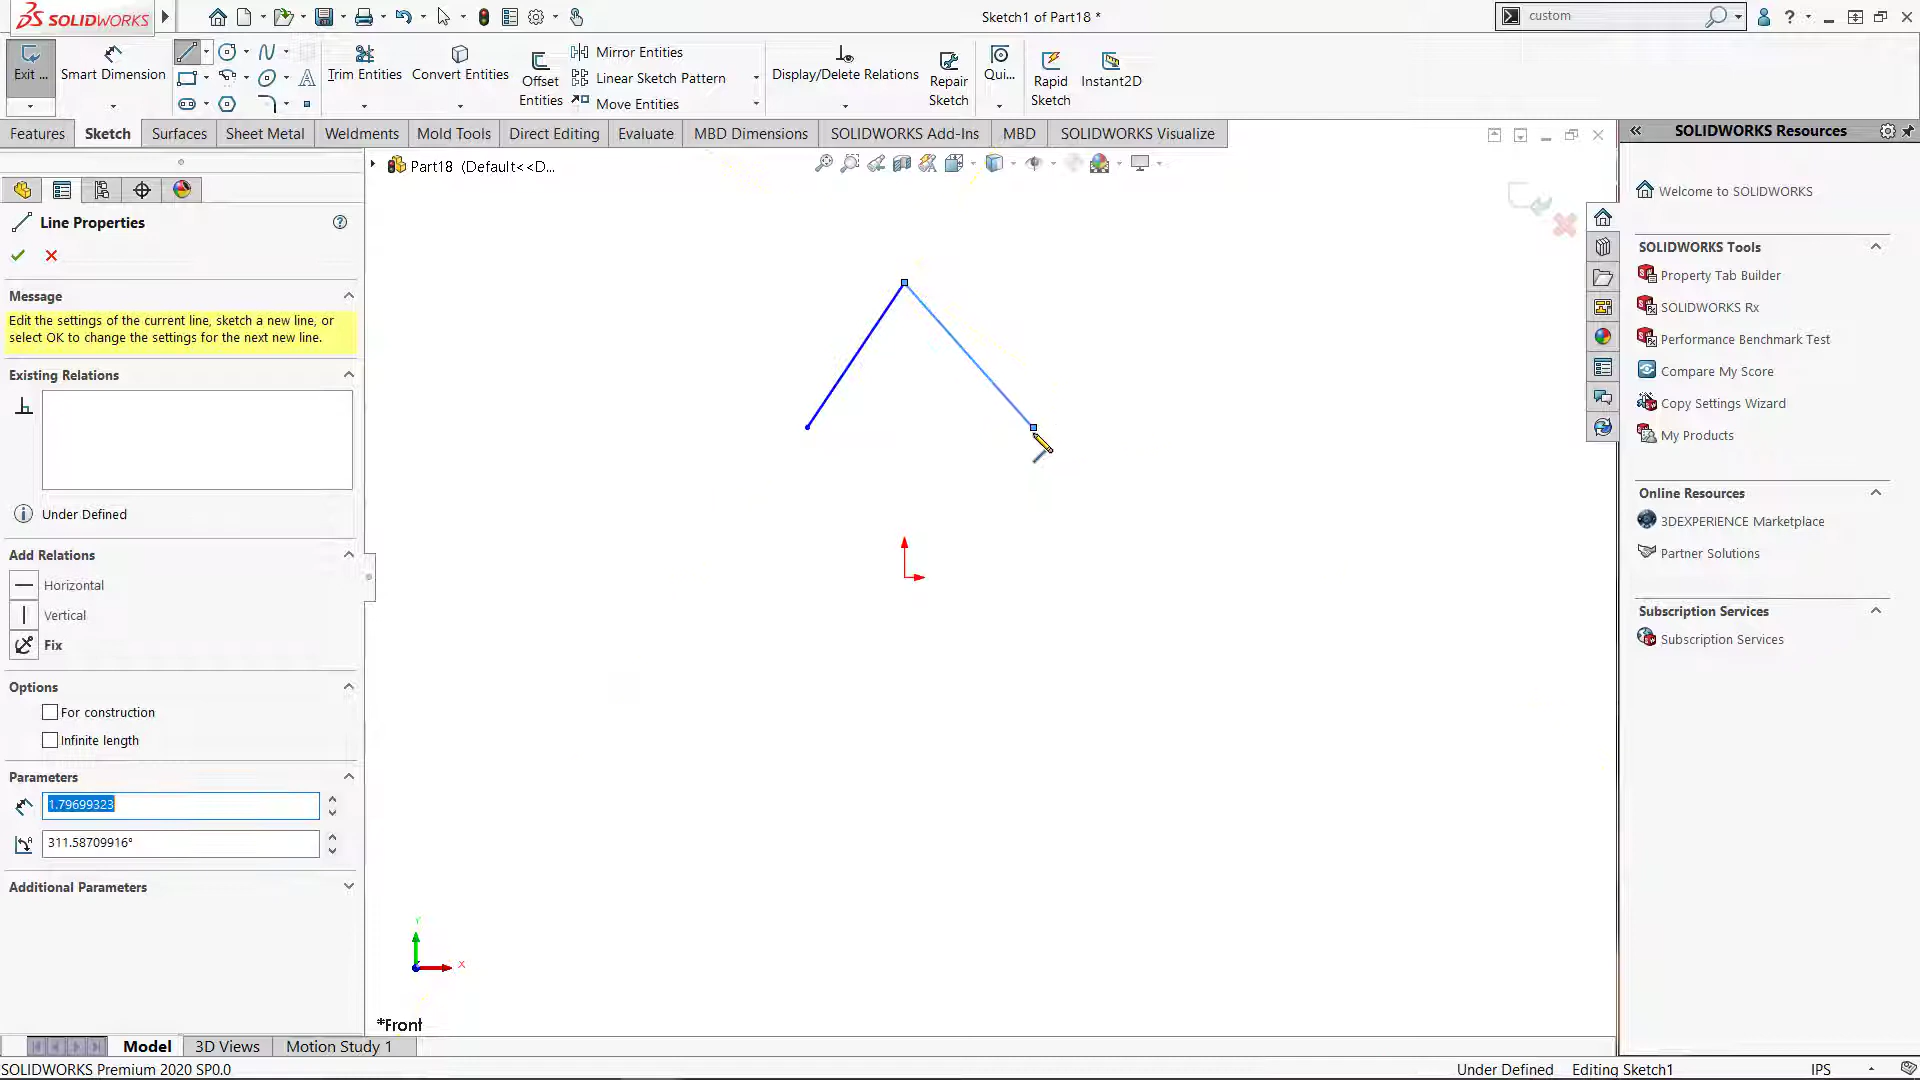 SOLIDWORKS
Sketch1 of Part18 *
custom
Exit ...
Smart Dimension
Trim Entities
Convert Entities
Offset
Entities
Mirror Entities
Linear Sketch Pattern
Move Entities
Display/Delete Relations
Repair
Sketch
Qui...
Rapid
Sketch
Instant2D
Features
Sketch
Surfaces
Sheet Metal
Weldments
Mold Tools
Direct Editing
Evaluate
MBD Dimensions
SOLIDWORKS Add-Ins
MBD
SOLIDWORKS Visualize
Part18 (Default<<D...
Line Properties
Message
Edit the settings of the current line, sketch a new line, or
select OK to change the settings for the next new line.
Existing Relations
Under Defined
Add Relations
Horizontal
Vertical
Fix
Options
For construction
Infinite length
Parameters
1.79699323
311.58709916°
Additional Parameters
Y
X
*Front
SOLIDWORKS Resources
Welcome to SOLIDWORKS
SOLIDWORKS Tools
Property Tab Builder
SOLIDWORKS Rx
Performance Benchmark Test
Compare My Score
Copy Settings Wizard
My Products
Online Resources
3DEXPERIENCE Marketplace
Partner Solutions
Subscription Services
Subscription Services
Model
3D Views
Motion Study 1
SOLIDWORKS Premium 2020 SP0.0
Under Defined
Editing Sketch1
IPS